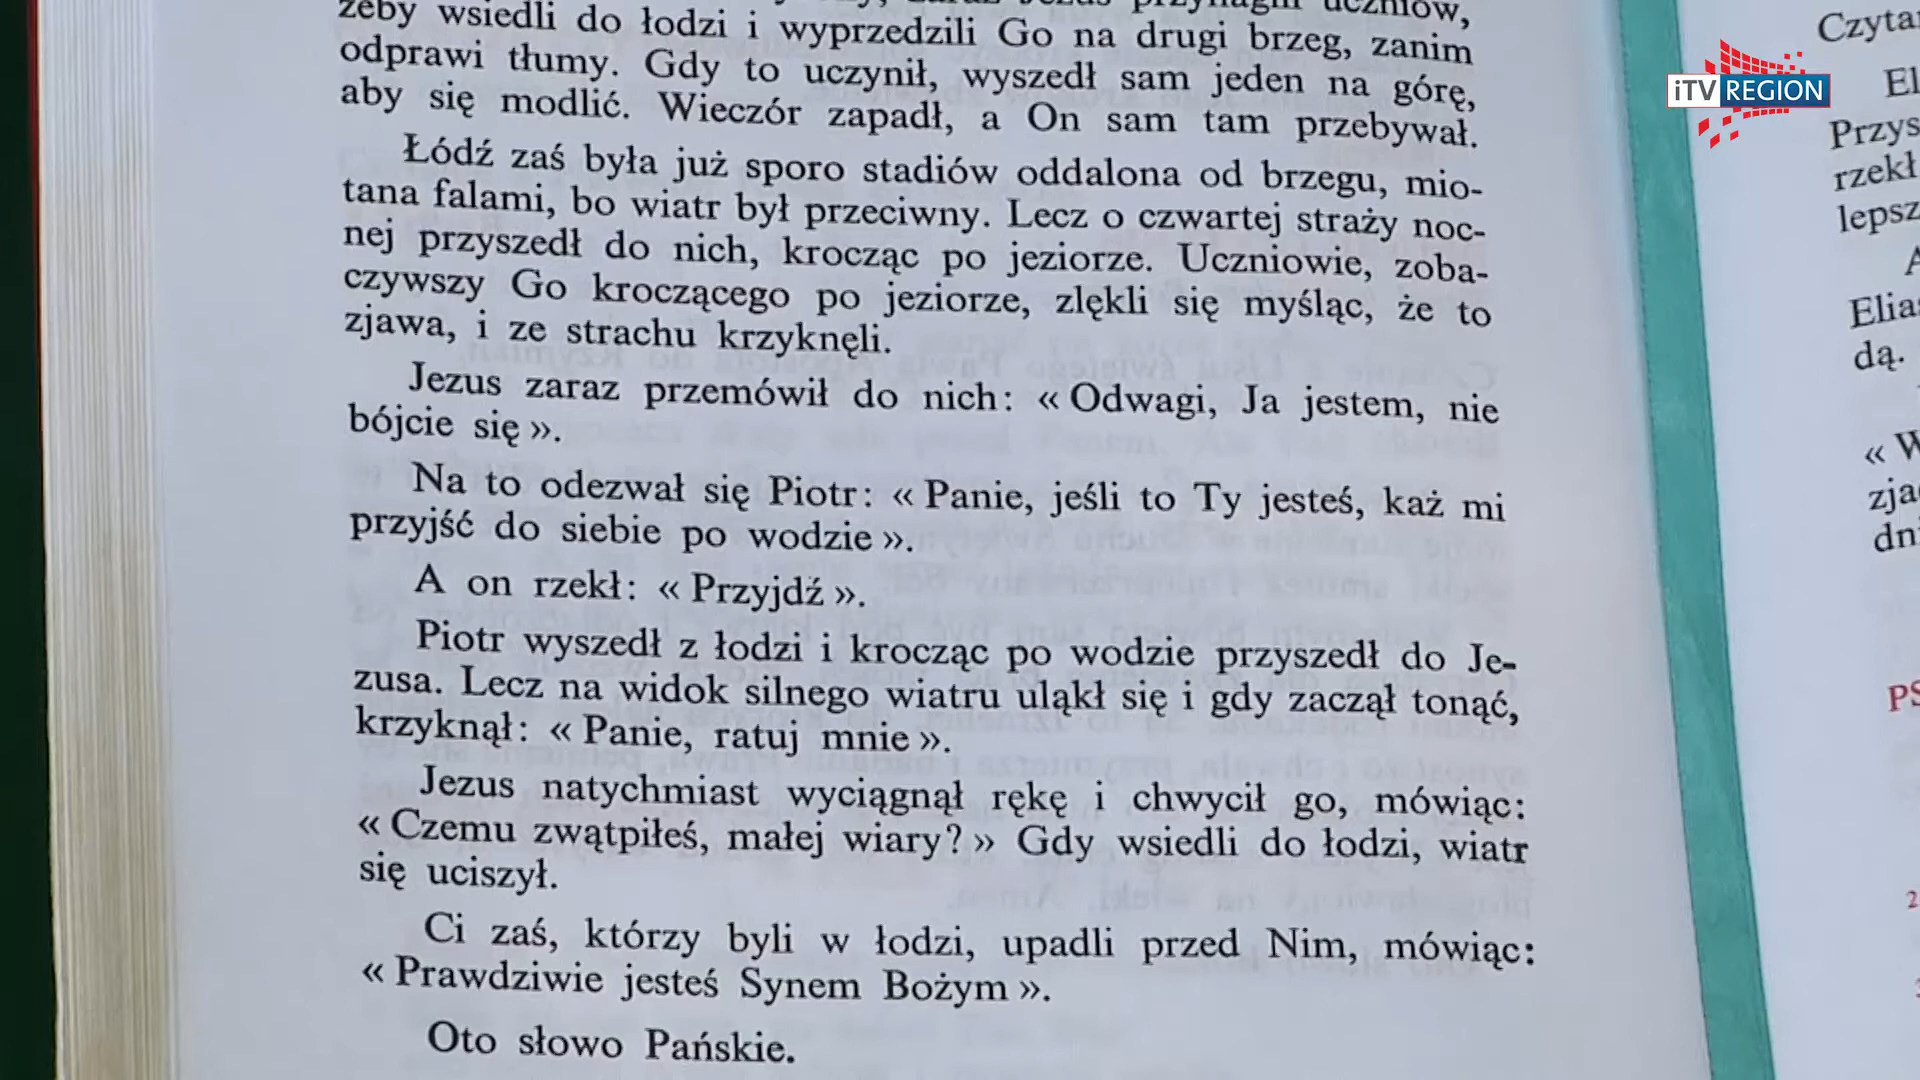 żeby wsiedli do łodzi i wyprzedzili Go na drugi brzeg, zanim
odprawi tłumy. Gdy to uczynił, wyszedł sam jeden na górę,
aby się modlić. Wieczór zapadł, a On sam tam przebywał.
Łódź zaś była już sporo stadiów oddalona od brzegu, mio-
tana falami, bo wiatr był przeciwny. Lecz o czwartej straży noc-
nej przyszedł do nich, krocząc po jeziorze. Uczniowie, zoba-
czywszy Go kroczącego po jeziorze, zlękli się myśląc, że to
zjawa, i ze strachu krzyknęli.
Jezus zaraz przemówił do nich: « Odwagi, Ja jestem, nie
bójcie się ».
Na to odezwał się Piotr: « Panie, jeśli to Ty jesteś, każ mi
przyjść do siebie po wodzie ».
A on rzekł: « Przyjdź ».
Piotr wyszedł z łodzi i krocząc po wodzie przyszedł do Je-
zusa. Lecz na widok silnego wiatru uląkł się i gdy zaczął tonąć,
krzyknął: « Panie, ratuj mnie ».
Jezus natychmiast wyciągnął rękę i chwycił go, mówiąc:
« Czemu zwątpiłeś, małej wiary? » Gdy wsiedli do łodzi, wiatr
się uciszył.
Ci zaś, którzy byli w łodzi, upadli przed Nim, mówiąc:
« Prawdziwie jesteś Synem Bożym ».
Oto słowo Pańskie.
iTV REGION
rzekł
dą.